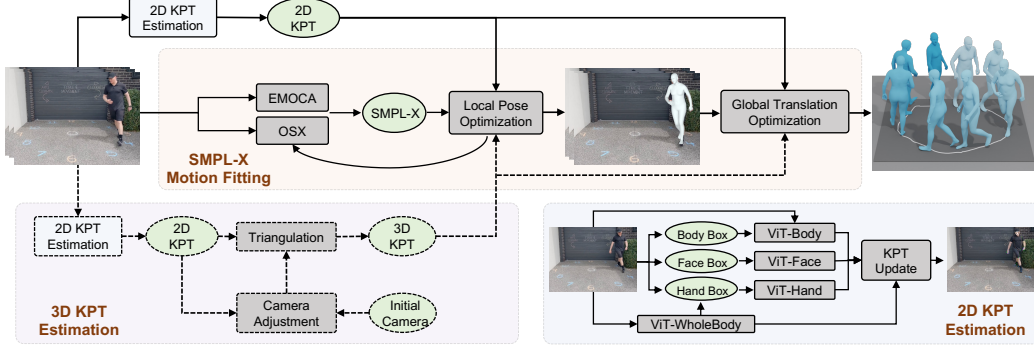 2D KPT
Estimation
2D
KPT
EMOCA
OSX
SMPL-X
Local Pose
Optimization
Global Translation
Optimization
SMPL-X
Motion Fitting
2D KPT
Estimation
2D
KPT
Triangulation
3D
KPT
Camera
Adjustment
Initial
Camera
3D KPT
Estimation
Body Box
ViT-Body
Face Box
ViT-Face
Hand Box
ViT-Hand
KPT
Update
ViT-WholeBody
2D KPT
Estimation